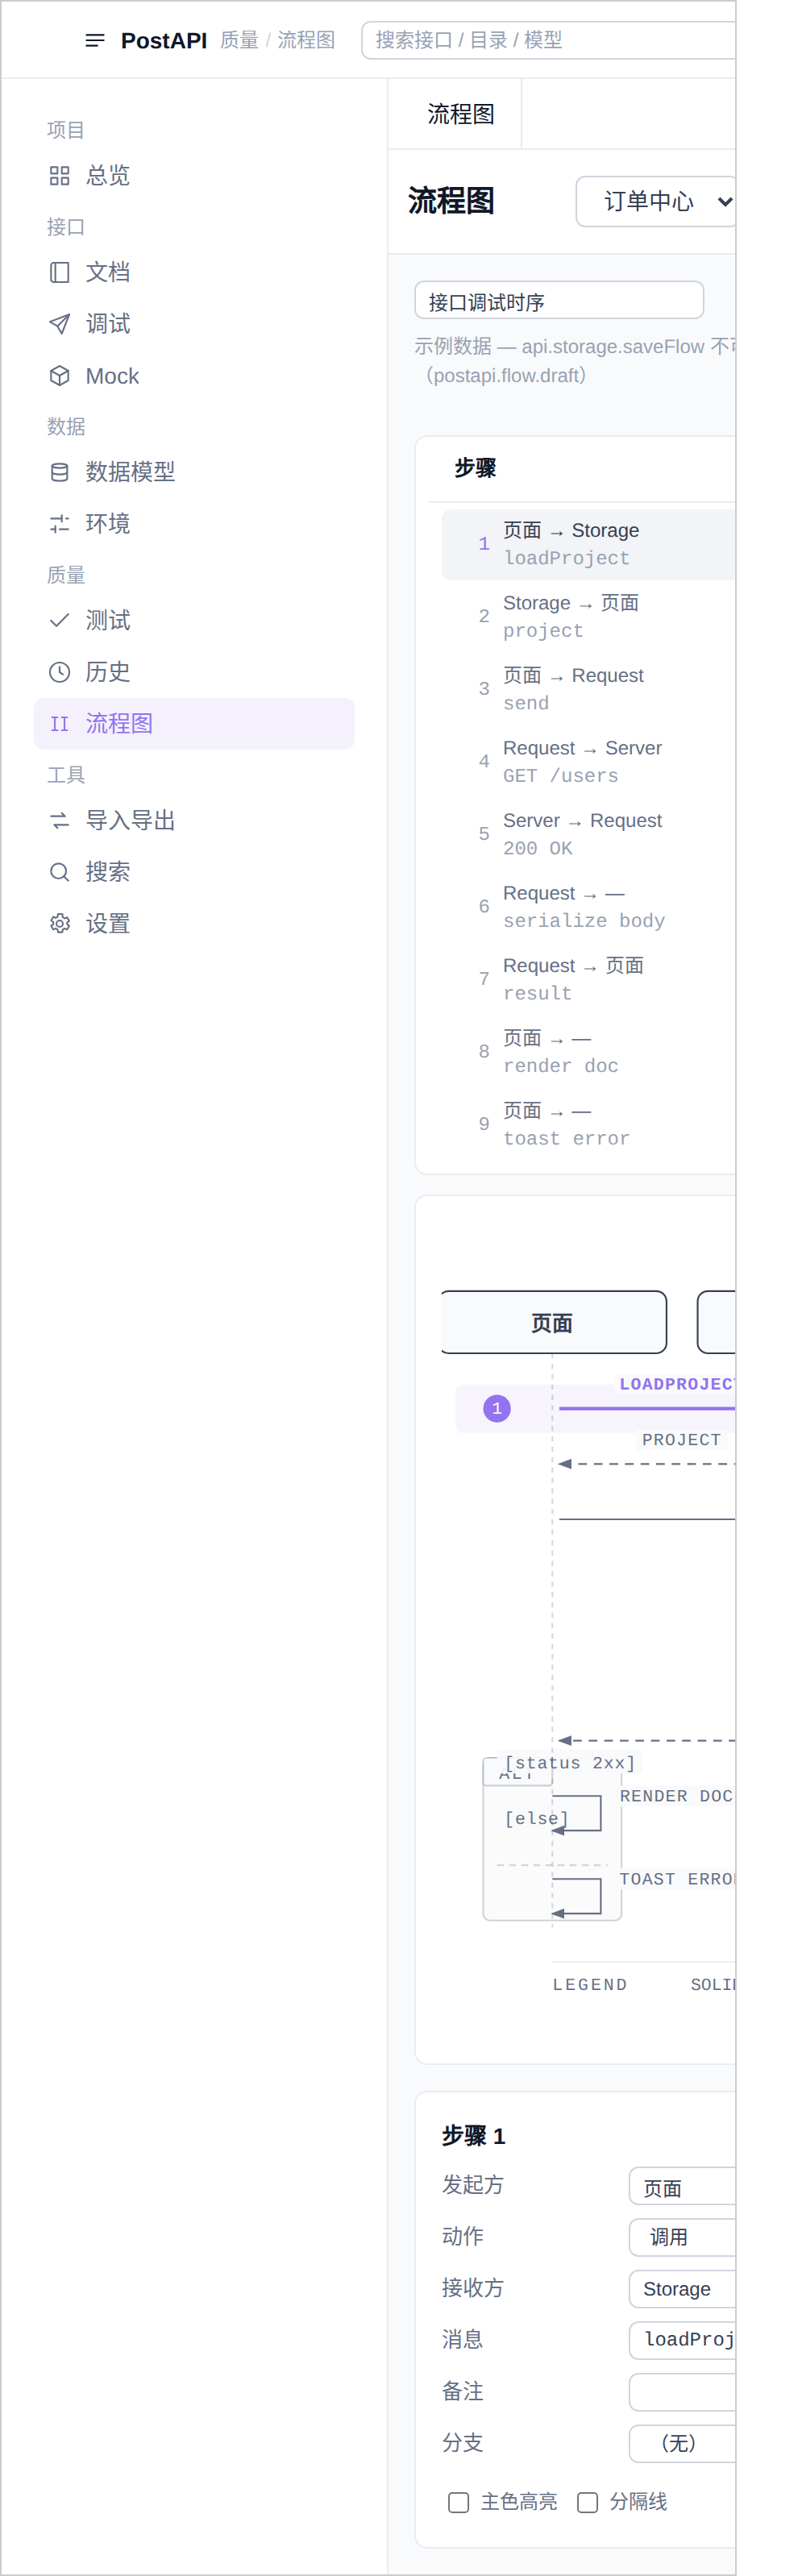 PostAPI 质量 / 流程图 搜索接口 / 目录 / 模型
项目
总览
接口
文档
调试
Mock
数据
数据模型
环境
质量
测试
历史
流程图
工具
导入导出
搜索
设置
流程图
流程图 订单中心
接口调试时序
示例数据 — api.storage.saveFlow 不
（postapi.flow.draft）
步骤
1 页面 → Storage
loadProject
2 Storage → 页面
project
3 页面 → Request
send
4 Request → Server
GET /users
5 Server → Request
200 OK
6 Request → —
serialize body
7 Request → 页面
result
8 页面 → —
render doc
9 页面 → —
toast error
页面
LOADPROJECT
1
PROJECT
[status 2xx]
ALT
RENDER DOC
[else]
TOAST ERRO
LEGEND SOLI
步骤 1
发起方 页面
动作 调用
接收方 Storage
消息 loadProj
备注
分支 （无）
主色高亮 分隔线